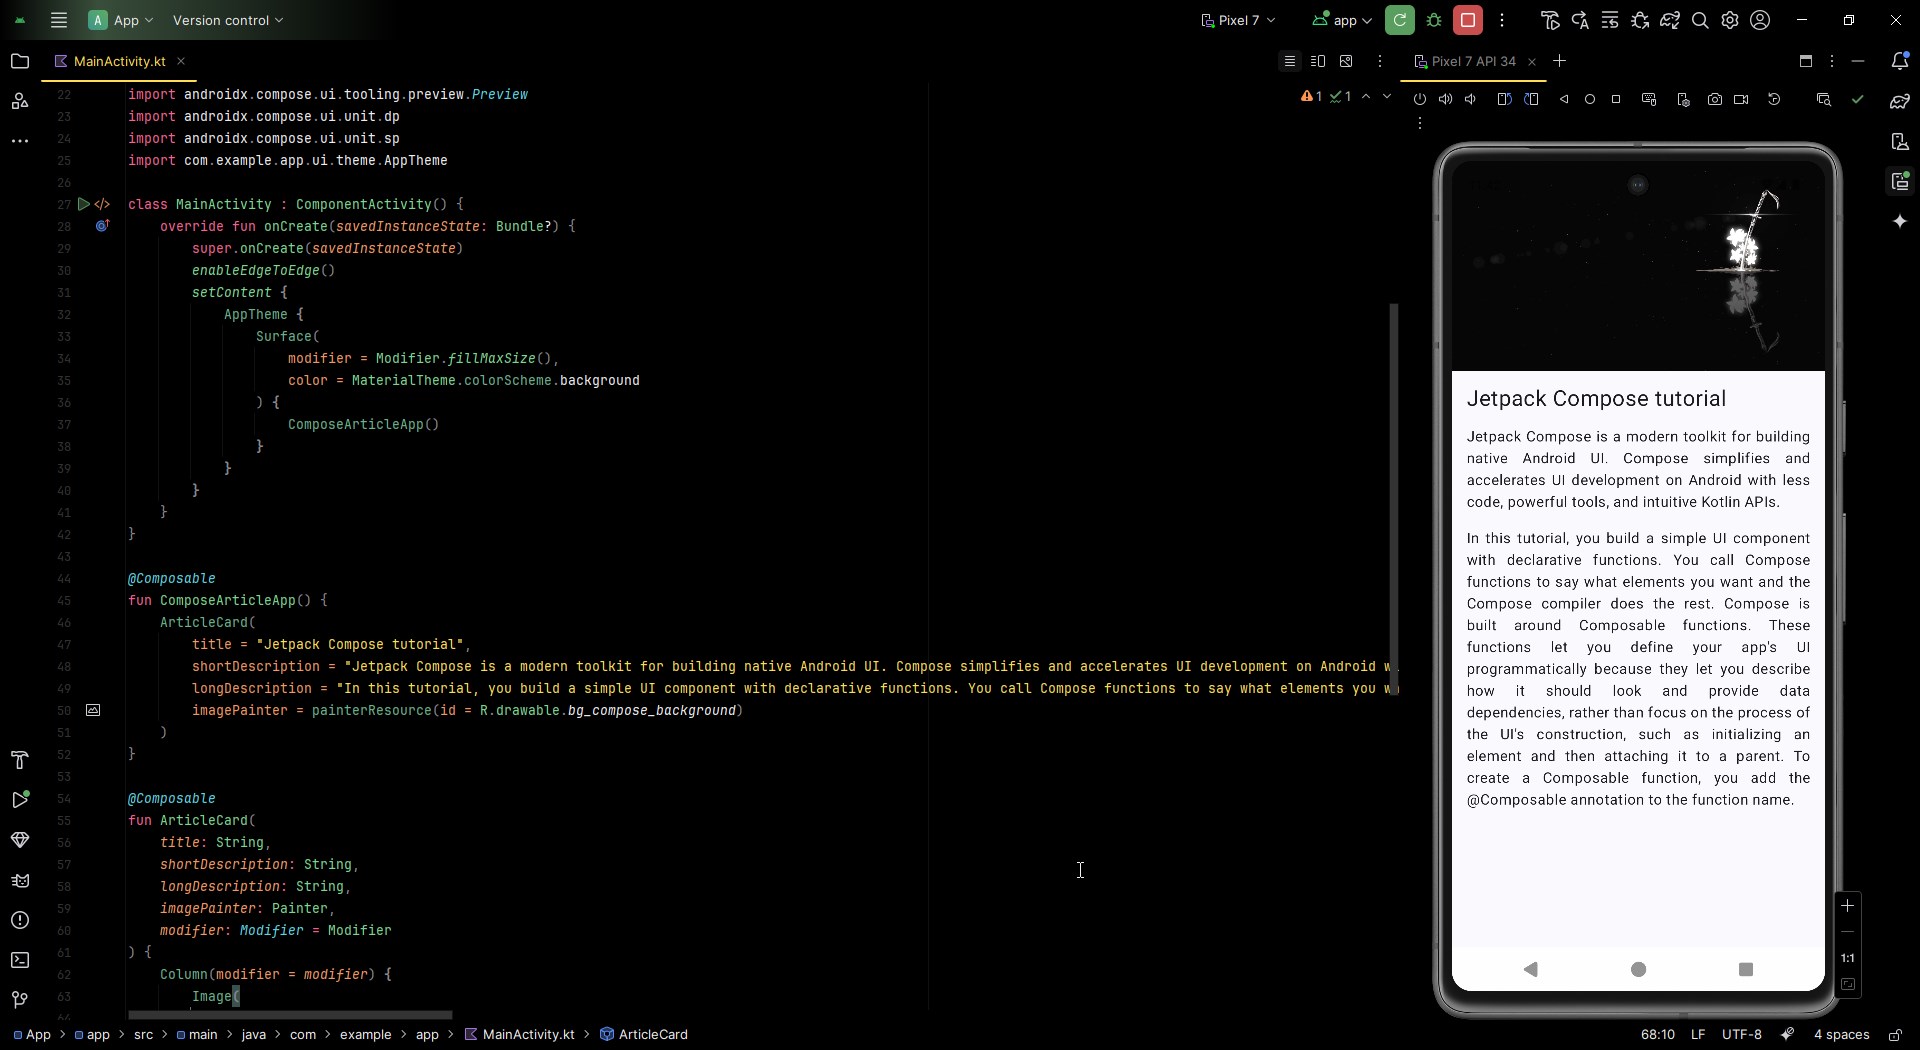 A App Version control Pixel 7 app
MainActivity.kt Pixel 7 API 34
1 1
22 import androidx.compose.ui.tooling.preview.Preview
23 import androidx.compose.ui.unit.dp
24 import androidx.compose.ui.unit.sp
25 import com.example.app.ui.theme.AppTheme
26
27 class MainActivity : ComponentActivity() {
28 override fun onCreate(savedInstanceState: Bundle?) {
29 super.onCreate(savedInstanceState)
30 enableEdgeToEdge()
31 setContent {
32 AppTheme {
33 Surface(
34 modifier = Modifier.fillMaxSize(),
35 color = MaterialTheme.colorScheme.background
36 ) {
37 ComposeArticleApp()
38 }
39 }
40 }
41 }
42 }
43
44 @Composable
45 fun ComposeArticleApp() {
46 ArticleCard(
47 title = "Jetpack Compose tutorial",
48 shortDescription = "Jetpack Compose is a modern toolkit for building native Android UI. Compose simplifies and accelerates UI development on Android w
49 longDescription = "In this tutorial, you build a simple UI component with declarative functions. You call Compose functions to say what elements you w
50 imagePainter = painterResource(id = R.drawable.bg_compose_background)
51 )
52 }
53
54 @Composable
55 fun ArticleCard(
56 title: String,
57 shortDescription: String,
58 longDescription: String,
59 imagePainter: Painter,
60 modifier: Modifier = Modifier
61 ) {
62 Column(modifier = modifier) {
63 Image(
Jetpack Compose tutorial
Jetpack Compose is a modern toolkit for building
native Android UI. Compose simplifies and
accelerates UI development on Android with less
code, powerful tools, and intuitive Kotlin APIs.
In this tutorial, you build a simple UI component
with declarative functions. You call Compose
functions to say what elements you want and the
Compose compiler does the rest. Compose is
built around Composable functions. These
functions let you define your app's UI
programmatically because they let you describe
how it should look and provide data
dependencies, rather than focus on the process of
the UI's construction, such as initializing an
element and then attaching it to a parent. To
create a Composable function, you add the
@Composable annotation to the function name.
1:1
App > app > src > main > java > com > example > app > MainActivity.kt > ArticleCard 68:10 LF UTF-8 4 spaces